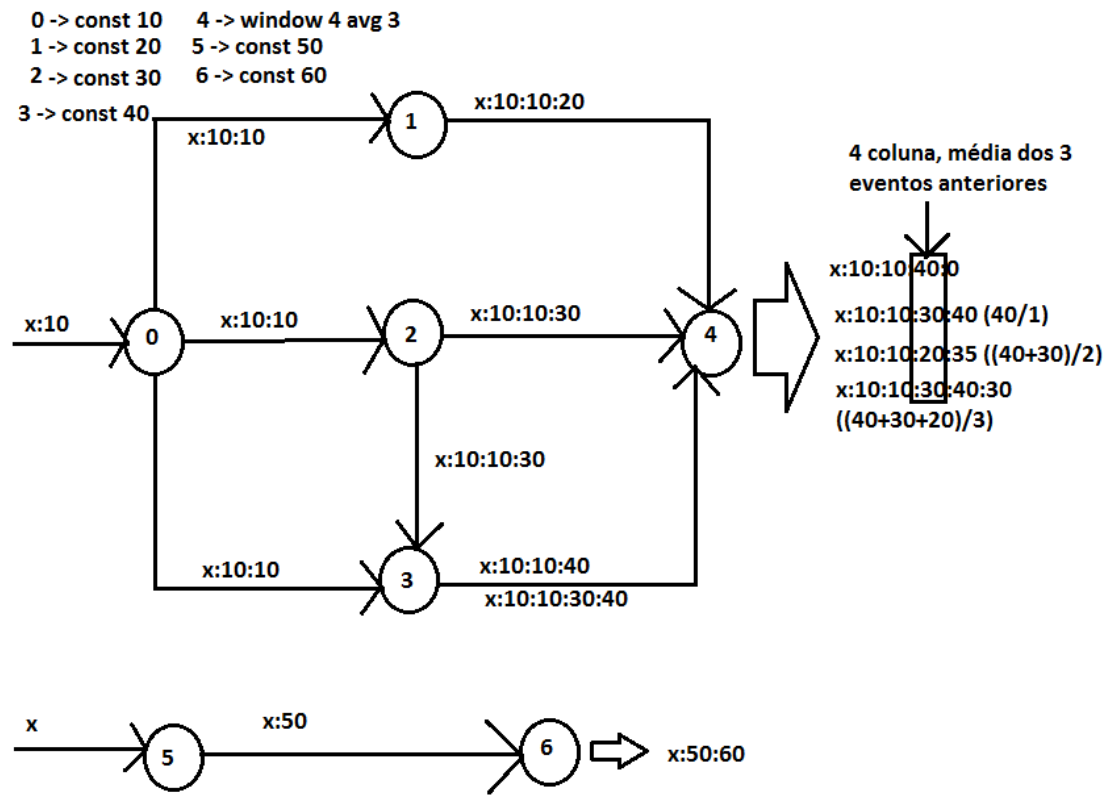 0 -> const 10 4 -> window 4 avg 3
1 -> const 20 5 -> const 50
2 -> const 30 6 -> const 60
3 -> const 40
x:10:10
1
x:10:10:20
4 coluna, média dos 3
eventos anteriores
x:10
0
x:10:10
2
x:10:10:30
4
x:10:10:40:0
x:10:10:30:40 (40/1)
x:10:10:20:35 ((40+30)/2)
x:10:10:30:40:30
((40+30+20)/3)
x:10:10:30
x:10:10
3
x:10:10:40
x:10:10:30:40
x
5
x:50
6
x:50:60